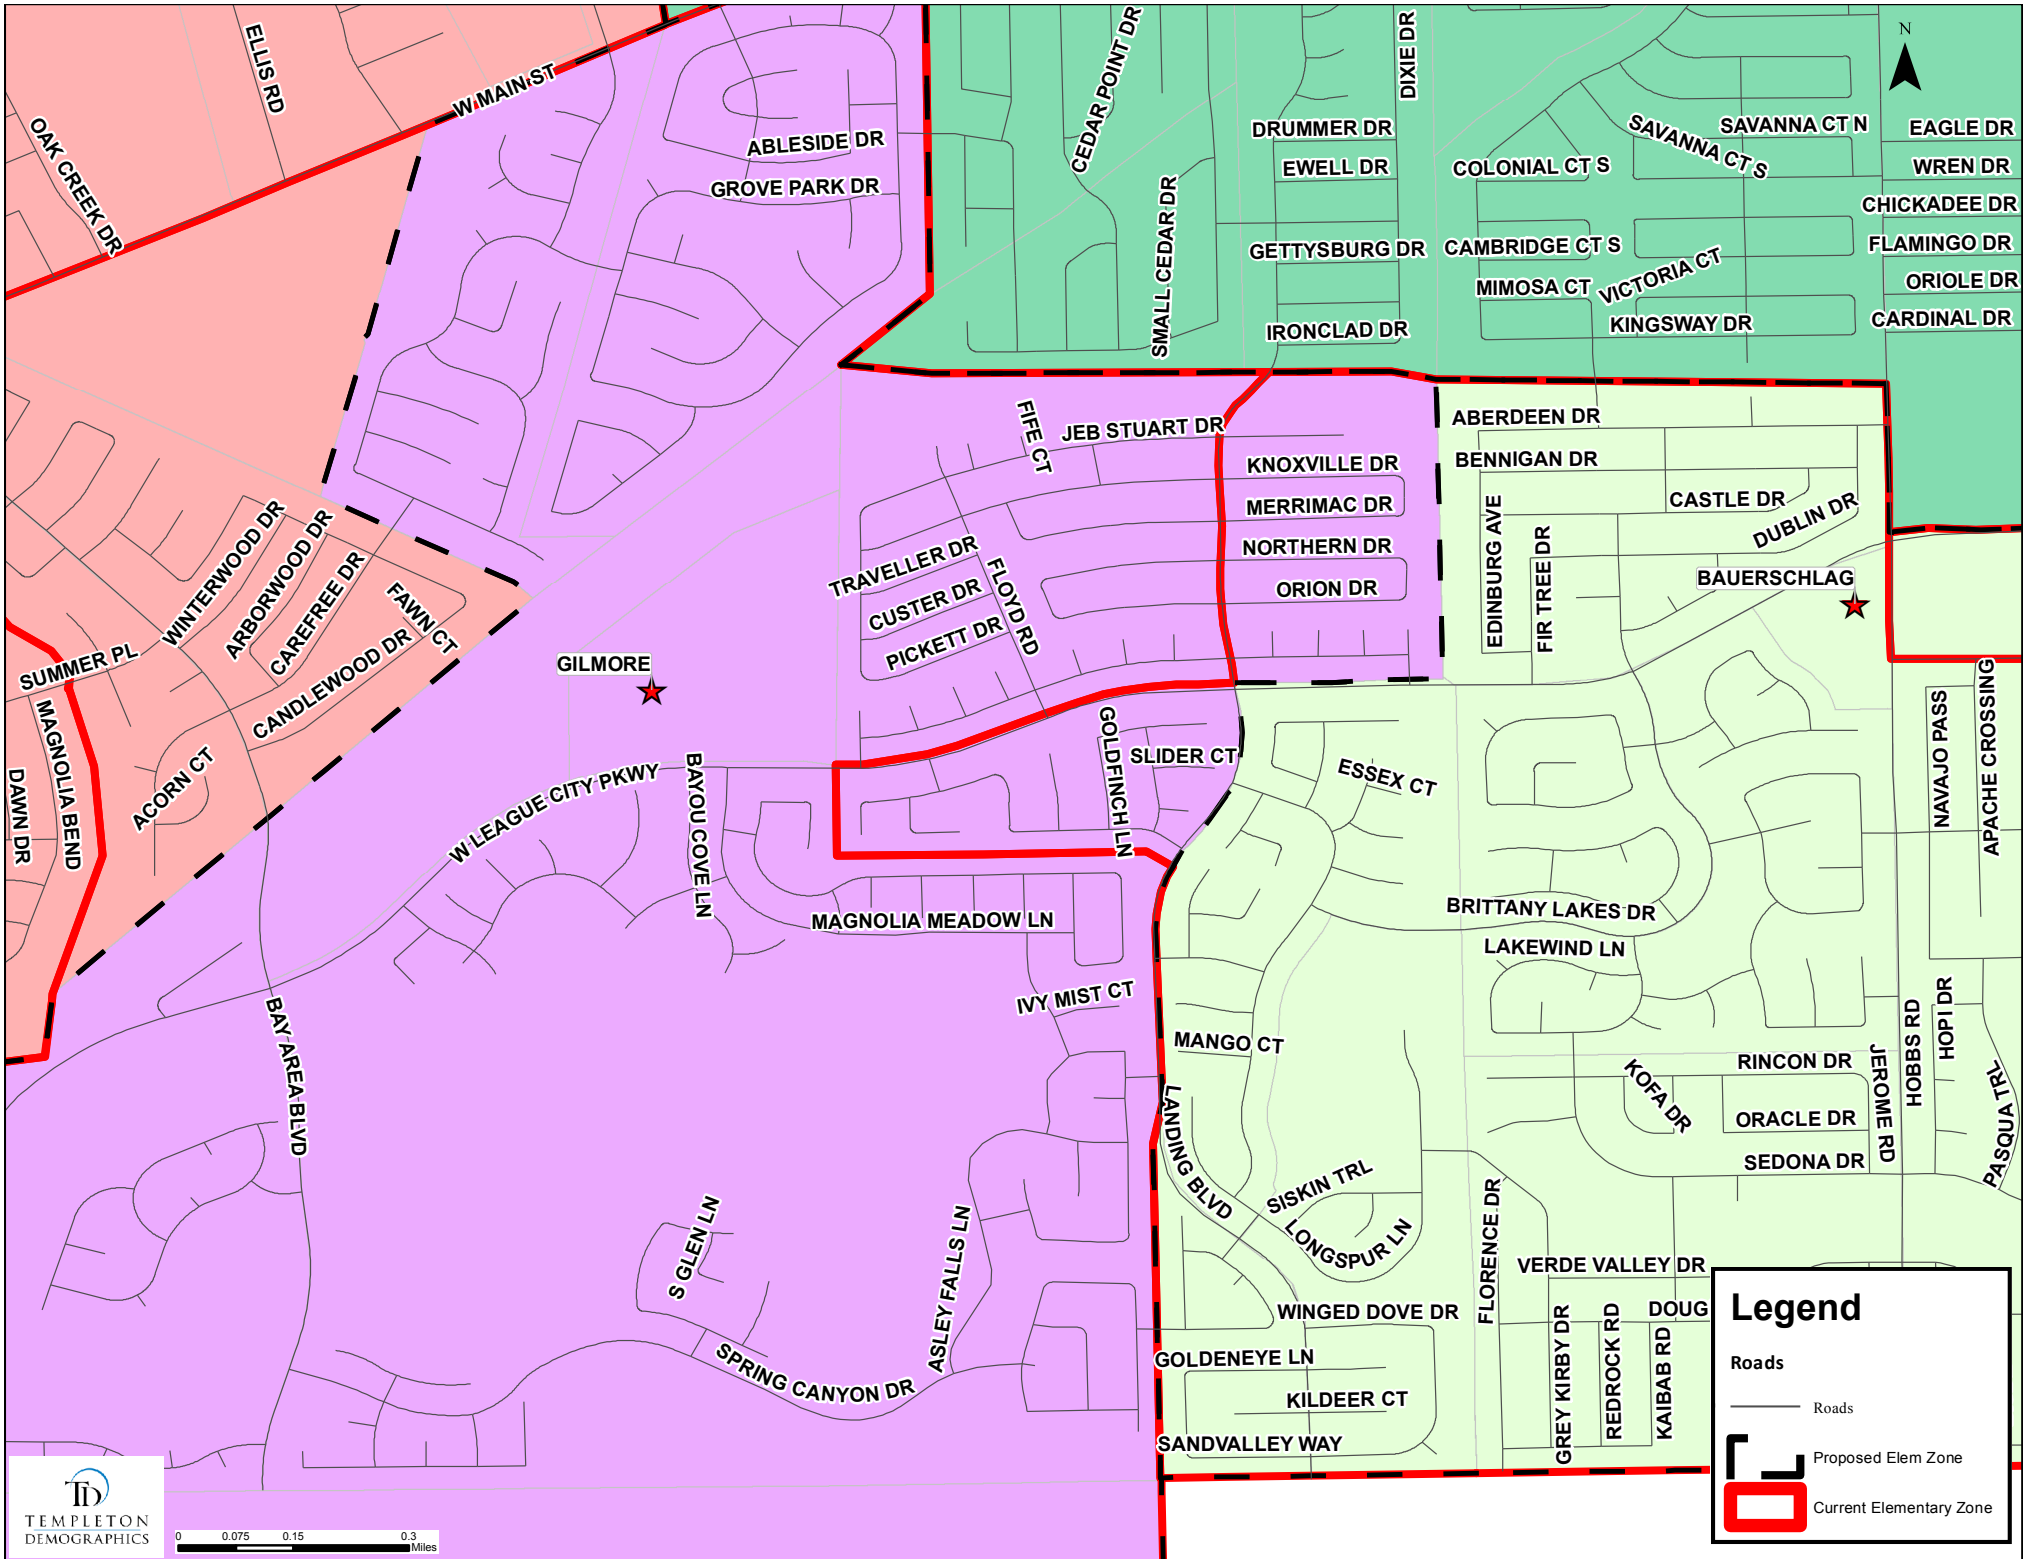 N
ELLIS RD
W MAIN ST
OAK CREEK DR
ABLESIDE DR
GROVE PARK DR
CEDAR POINT DR
SMALL CEDAR DR
DIXIE DR
DRUMMER DR
EWELL DR
GETTYSBURG DR
IRONCLAD DR
COLONIAL CT S
CAMBRIDGE CT S
MIMOSA CT
SAVANNA CT S
SAVANNA CT N
VICTORIA CT
KINGSWAY DR
EAGLE DR
WREN DR
CHICKADEE DR
FLAMINGO DR
ORIOLE DR
CARDINAL DR
FIFE CT
JEB STUART DR
KNOXVILLE DR
MERRIMAC DR
NORTHERN DR
ORION DR
ABERDEEN DR
BENNIGAN DR
CASTLE DR
DUBLIN DR
EDINBURG AVE
FIR TREE DR
BAUERSCHLAG
TRAVELLER DR
CUSTER DR
PICKETT DR
FLOYD RD
WINTERWOOD DR
ARBORWOOD DR
CAREFREE DR
FAWN CT
CANDLEWOOD DR
SUMMER PL
MAGNOLIA BEND
DAWN DR
ACORN CT
GILMORE
W LEAGUE CITY PKWY
BAYOU COVE LN
GOLDFINCH LN
SLIDER CT
ESSEX CT
NAVAJO PASS
APACHE CROSSING
MAGNOLIA MEADOW LN
BRITTANY LAKES DR
LAKEWIND LN
IVY MIST CT
MANGO CT
BAY AREA BLVD
LANDING BLVD
RINCON DR
KOFA DR
ORACLE DR
SEDONA DR
JEROME RD
HOBBS RD
HOPI DR
PASQUA TRL
SISKIN TRL
LONGSPUR LN
S GLEN LN
ASLEY FALLS LN
SPRING CANYON DR
FLORENCE DR
VERDE VALLEY DR
WINGED DOVE DR
DOUG
GOLDENEYE LN
KILDEER CT
SANDVALLEY WAY
GREY KIRBY DR
REDROCK RD
KAIBAB RD
Legend
Roads
Roads
Proposed Elem Zone
Current Elementary Zone
TD
TEMPLETON
DEMOGRAPHICS
0 0.075 0.15 0.3
Miles